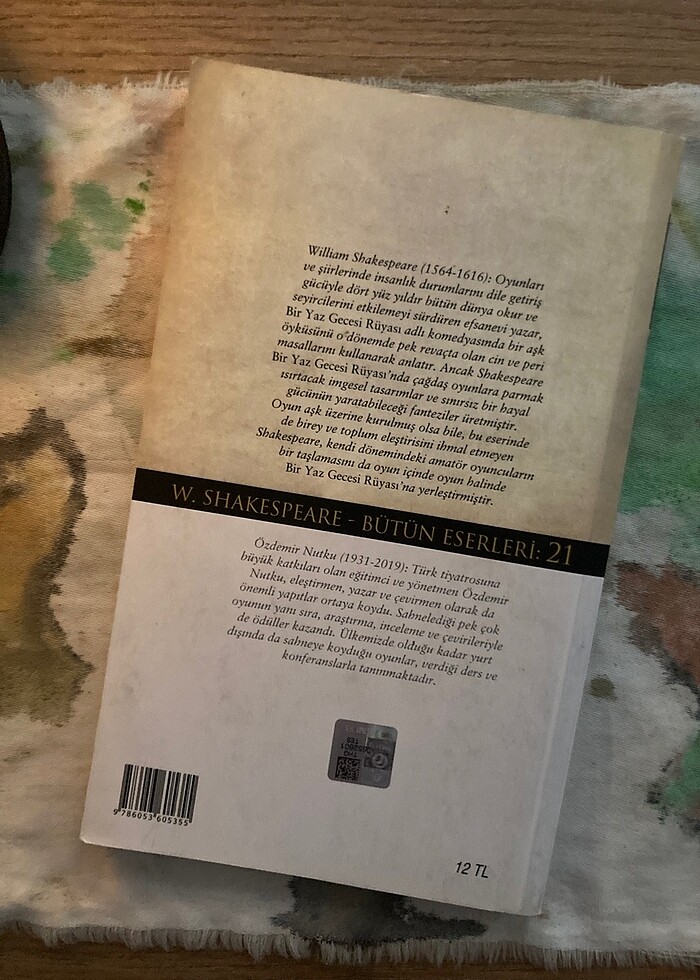 William Shakespeare (1564-1616): Oyunları
ve şiirlerinde insanlık durumlarını dile getiriş
gücüyle dört yüz yıldır bütün dünya okur ve
seyircilerini etkilemeyi sürdüren efsanevi yazar,
Bir Yaz Gecesi Rüyası adlı komedyasında bir aşk
öyküsünü o dönemde pek revaçta olan cin ve peri
masallarını kullanarak anlatır. Ancak Shakespeare
Bir Yaz Gecesi Rüyası'nda çağdaş oyunlara parmak
ısırtacak imgesel tasarımlar ve sınırsız bir hayal
gücünün yaratabileceği fanteziler üretmiştir.
Oyun aşk üzerine kurulmuş olsa bile, bu eserinde
de birey ve toplum eleştirisini ihmal etmeyen
Shakespeare, kendi dönemindeki amatör oyuncuların
bir taşlamasını da oyun içinde oyun halinde
Bir Yaz Gecesi Rüyası'na yerleştirmiştir.
W. SHAKESPEARE - BÜTÜN ESERLERİ: 21
Özdemir Nutku (1931-2019): Türk tiyatrosuna
büyük katkıları olan eğitimci ve yönetmen Özdemir
Nutku, eleştirmen, yazar ve çevirmen olarak da
önemli yapıtlar ortaya koydu. Sahnelediği pek çok
oyunun yanı sıra, araştırma, inceleme ve çevirileriyle
de ödüller kazandı. Ülkemizde olduğu kadar yurt
dışında da sahneye koyduğu oyunlar, verdiği ders ve
konferanslarla tanınmaktadır.
9 786053 605355
12 TL